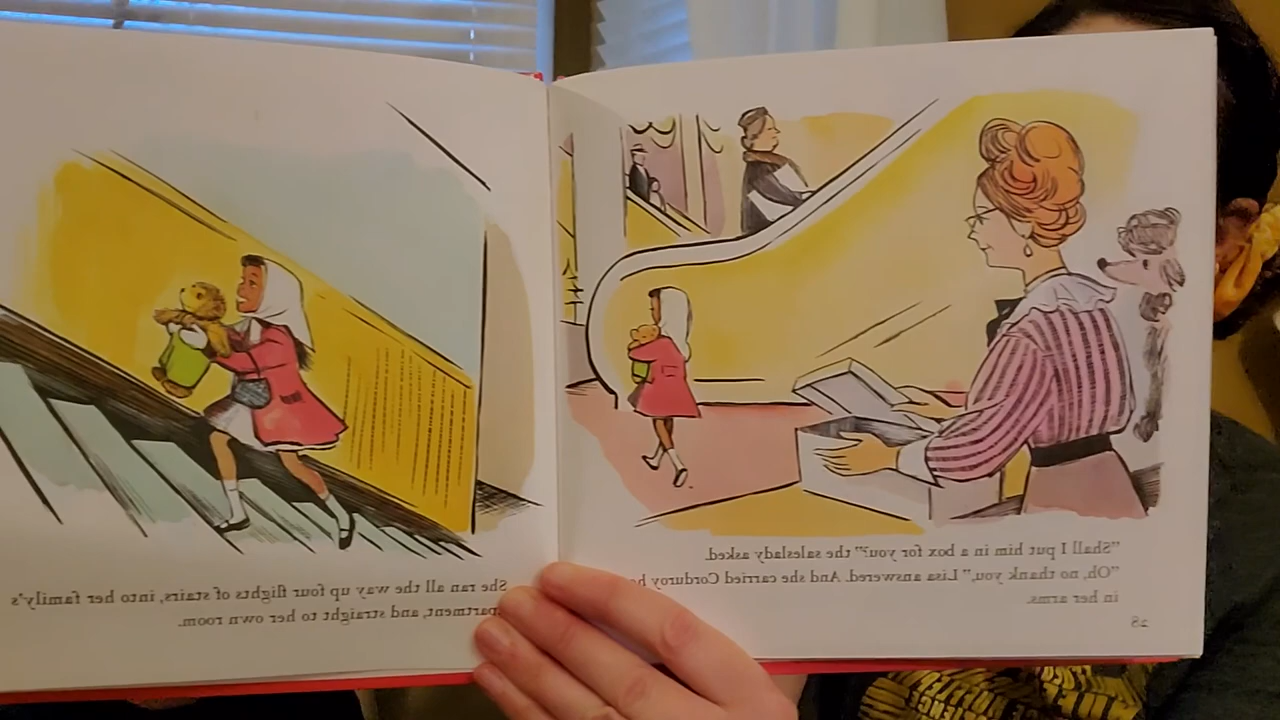 "Shall I put him in a box for you?" the saleslady asked.
"Oh, no thank you," Lisa answered. And she carried Corduroy
in her arms.
28
She ran all the way up four flights of stairs, into her family's
apartment, and straight to her own room.